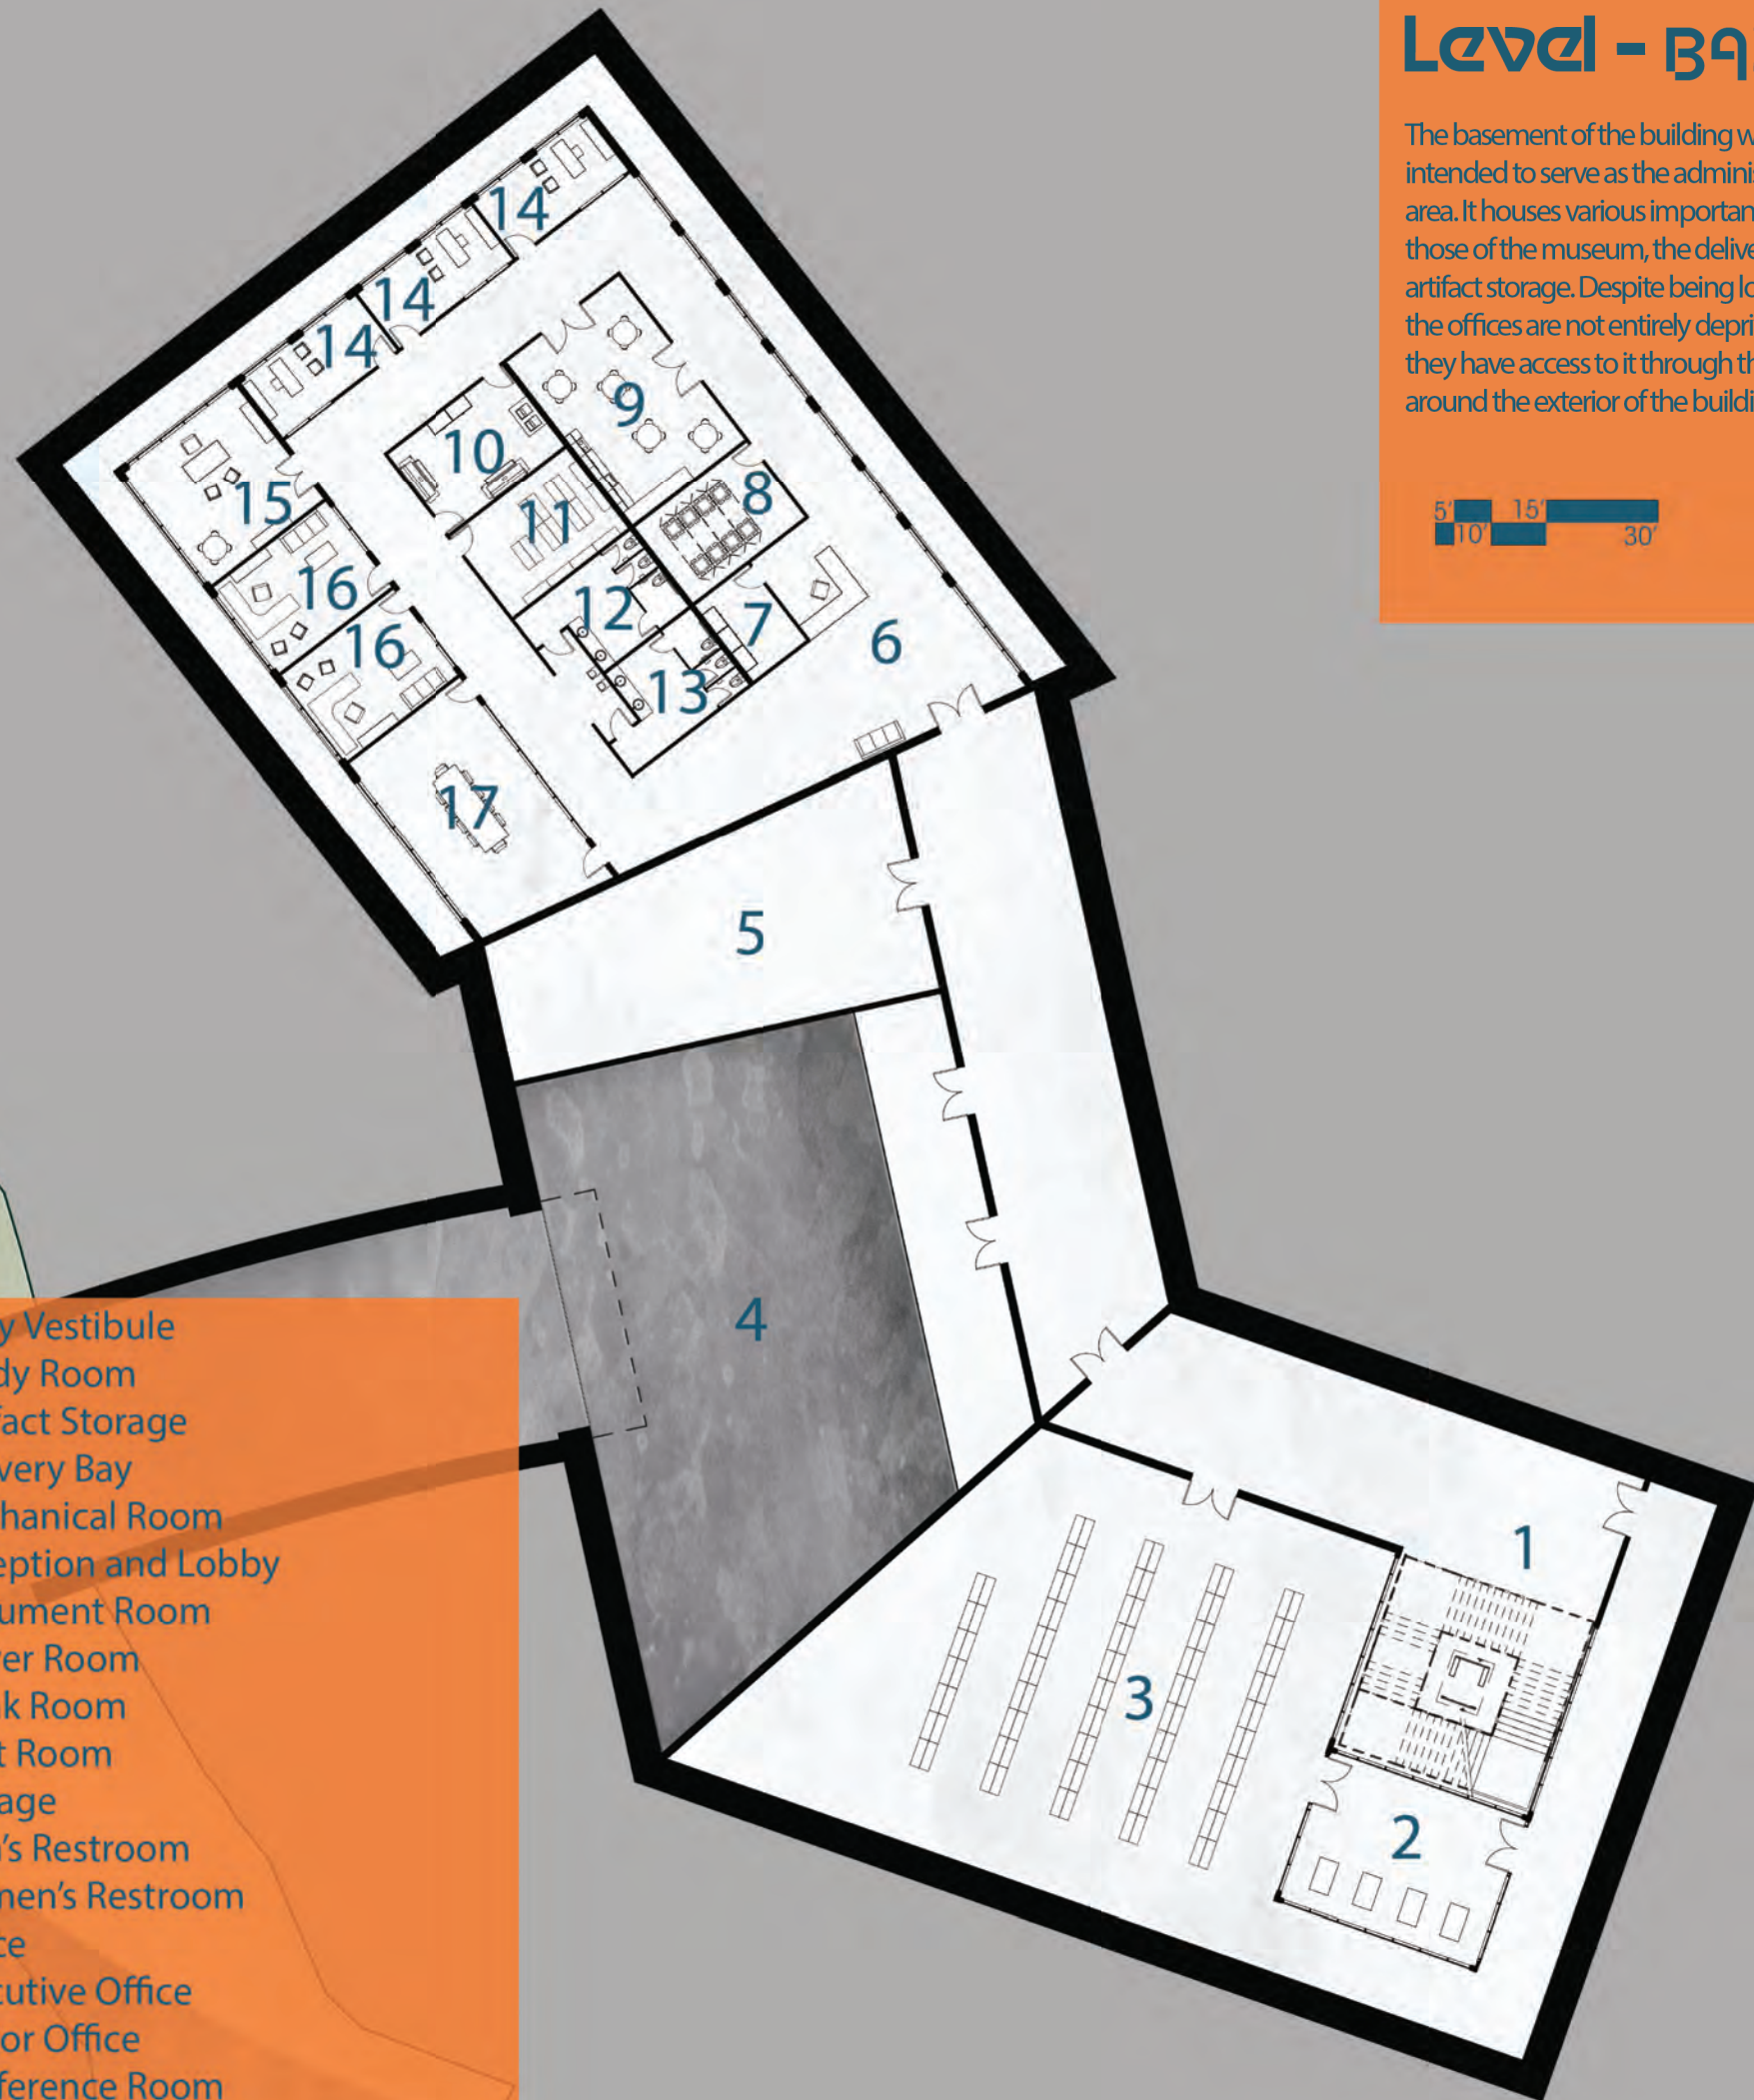 Level - BA
The basement of the building w
intended to serve as the adminis
area. It houses various importan
those of the museum, the delive
artifact storage. Despite being lo
the offices are not entirely depri
they have access to it through th
around the exterior of the buildi
5' 15'
10' 30'
14
14
14
9
10
15
8
11
16
12
7
16
6
13
17
5
4
1
3
2
y Vestibule
dy Room
fact Storage
very Bay
hanical Room
eption and Lobby
ument Room
ver Room
k Room
t Room
age
's Restroom
men's Restroom
ce
cutive Office
or Office
ference Room